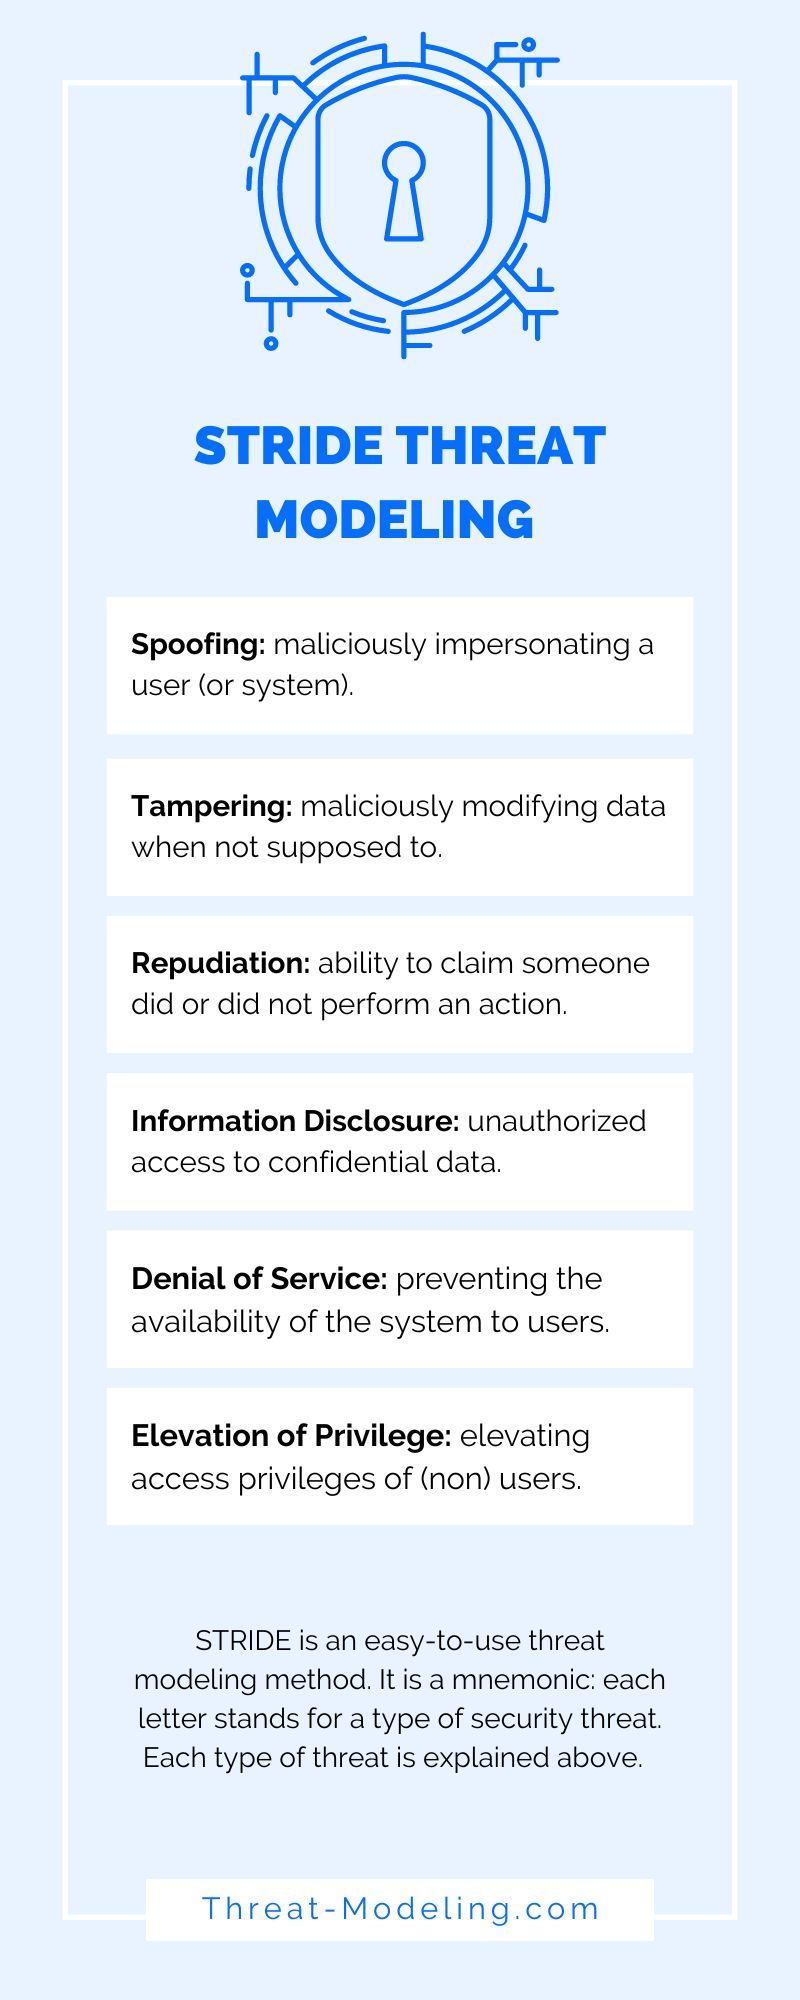 STRIDE THREAT
MODELING
Spoofing: maliciously impersonating a
user (or system).
Tampering: maliciously modifying data
when not supposed to.
Repudiation: ability to claim someone
did or did not perform an action.
Information Disclosure: unauthorized
access to confidential data.
Denial of Service: preventing the
availability of the system to users.
Elevation of Privilege: elevating
access privileges of (non) users.
STRIDE is an easy-to-use threat
modeling method. It is a mnemonic: each
letter stands for a type of security threat.
Each type of threat is explained above.
Threat-Modeling.com